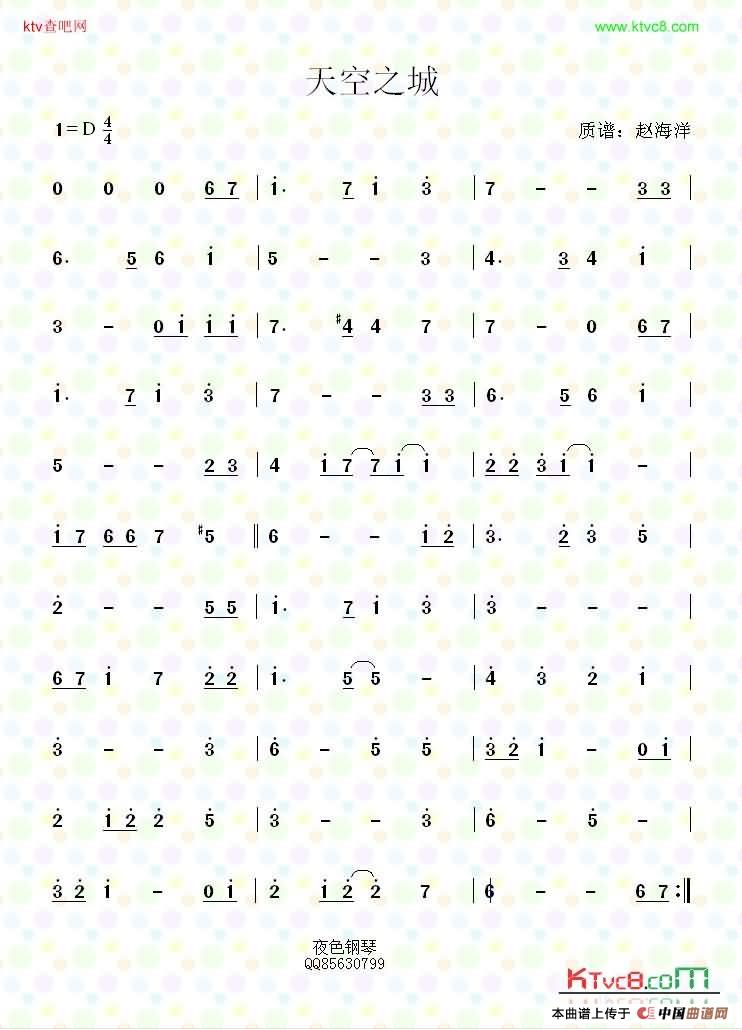 ktv查吧网 www.ktvc8.com
天空之城
1=D 4/4 质谱：赵海洋
0 0 0 6 7 | i· 7 i 3̇ | 7 - - 3 3 |
6· 5 6 i | 5 - - 3 | 4· 3 4 i |
3 - 0 i i i | 7· #4 4 7 | 7 - 0 6 7 |
i· 7 i 3̇ | 7 - - 3 3 | 6· 5 6 i |
5 - - 2 3 | 4 i 7 7 i i | 2̇ 2̇ 3̇ i i - |
i 7 6 6 7 #5 || 6 - - i 2̇ | 3̇· 2̇ 3̇ 5̇ |
2̇ - - 5 5 | i· 7 i 3̇ | 3̇ - - - |
6 7 i 7 2̇ 2̇ | i· 5 5 - | 4̇ 3̇ 2̇ i |
3̇ - - 3̇ | 6̇ - 5̇ 5̇ | 3̇ 2̇ i - 0 i |
2̇ i 2̇ 2̇ 5̇ | 3̇ - - 3̇ | 6̇ - 5̇ - |
3̇ 2̇ i - 0 i | 2̇ i 2̇ 2̇ 7 | 6 - - 6 7 :||
夜色钢琴
QQ85630799
KTvc8.com
本曲谱上传于 中国曲谱网